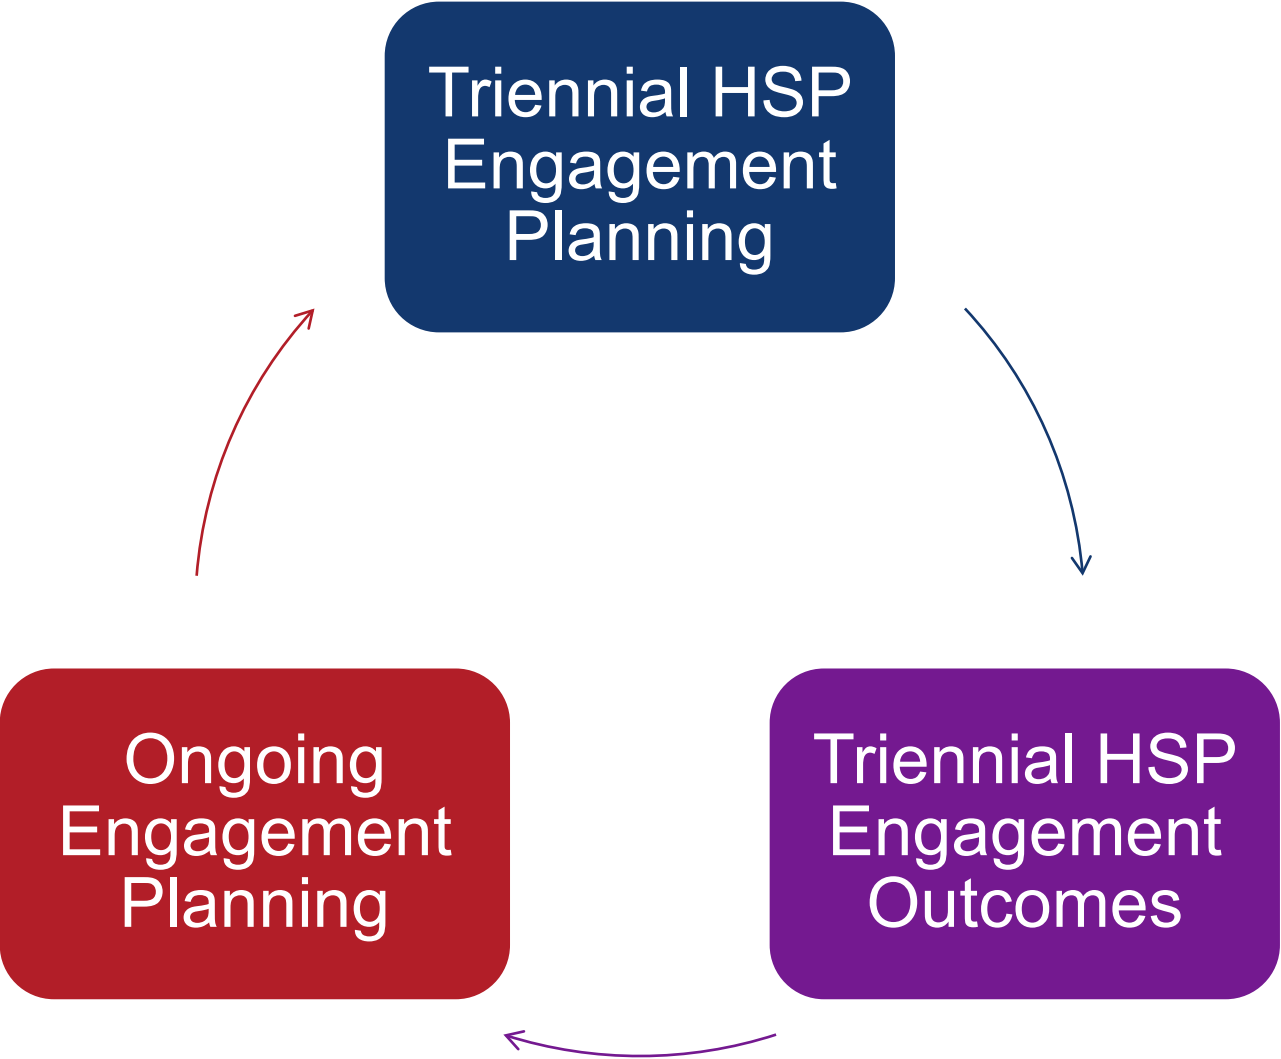 Triennial HSP
Engagement
Planning
Ongoing
Engagement
Planning
Triennial HSP
Engagement
Outcomes